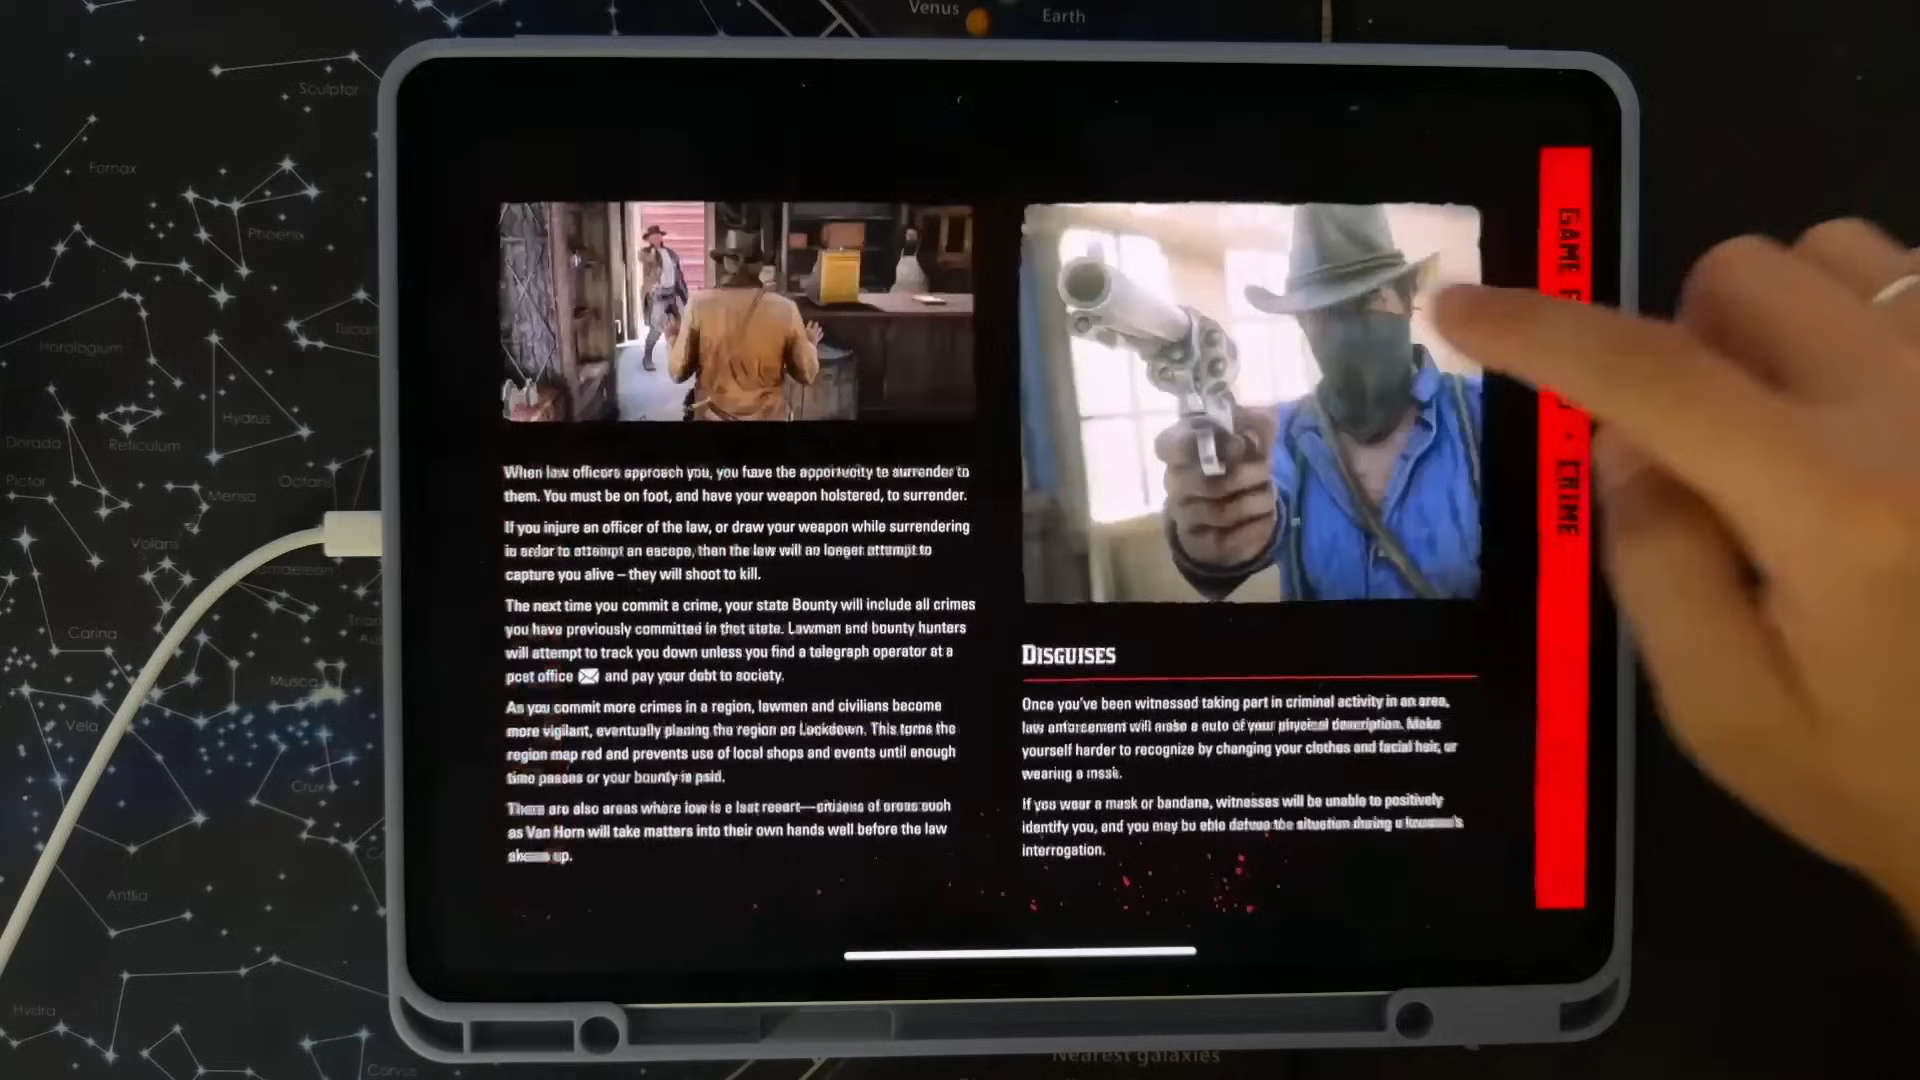 Venus
Earth
Sculptor
Fornax
Phoenix
Tucan
Horologium
Hydrus
Dorado
Reticulum
Pictor
Mensa
Octans
Volans
Carina
Musca
Vela
Crux
Antlia
Hydra
Corvus
When law officers approach you, you have the opportunity to surrender to
them. You must be on foot, and have your weapon holstered, to surrender.
If you injure an officer of the law, or draw your weapon while surrendering
in order to attempt an escape, then the law will no longer attempt to
capture you alive – they will shoot to kill.
The next time you commit a crime, your state Bounty will include all crimes
you have previously committed in that state. Lawmen and bounty hunters
will attempt to track you down unless you find a telegraph operator at a
post office and pay your debt to society.
As you commit more crimes in a region, lawmen and civilians become
more vigilant, eventually placing the region on Lockdown. This turns the
region map red and prevents use of local shops and events until enough
time passes or your bounty is paid.
There are also areas where law is a last resort—citizens of areas such
as Van Horn will take matters into their own hands well before the law
up.
DISGUISES
Once you've been witnessed taking part in criminal activity in an area,
law enforcement will make a note of your physical description. Make
yourself harder to recognize by changing your clothes and facial hair, or
wearing a mask.
If you wear a mask or bandana, witnesses will be unable to positively
identify you, and you may be able defuse the situation during a lawman's
interrogation.
GAME
• CRIME
Nearest galaxies